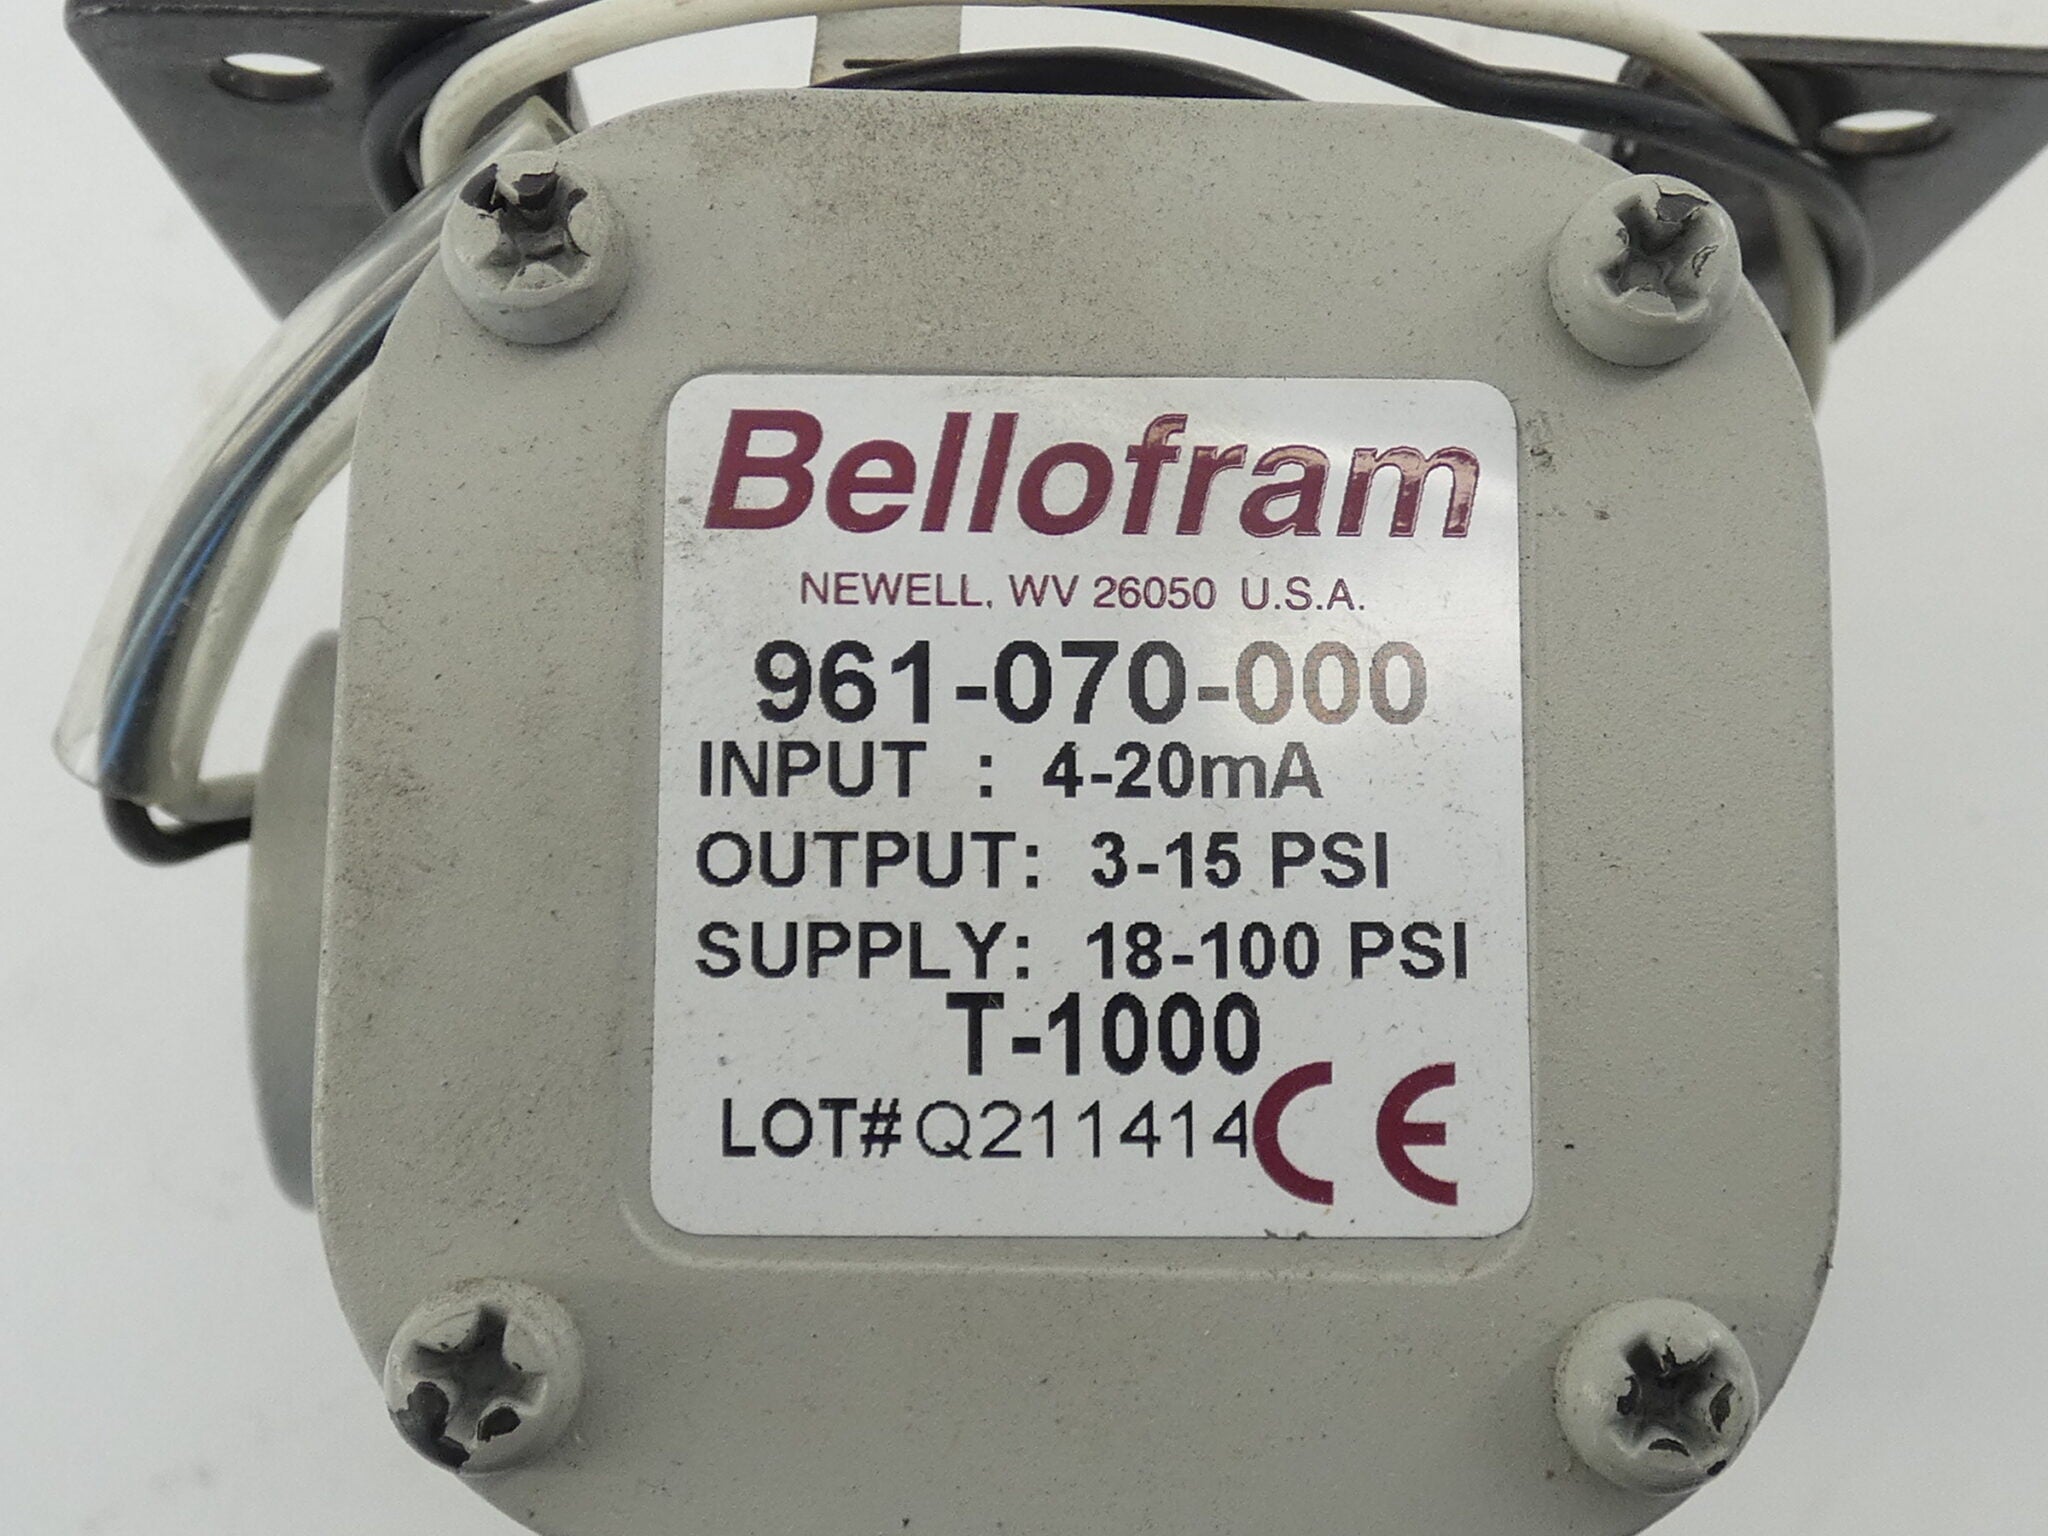 Bellofram
NEWELL, WV 26050 U.S.A.
961-070-000
INPUT : 4-20mA
OUTPUT: 3-15 PSI
SUPPLY: 18-100 PSI
T-1000
LOT#Q211414 CE